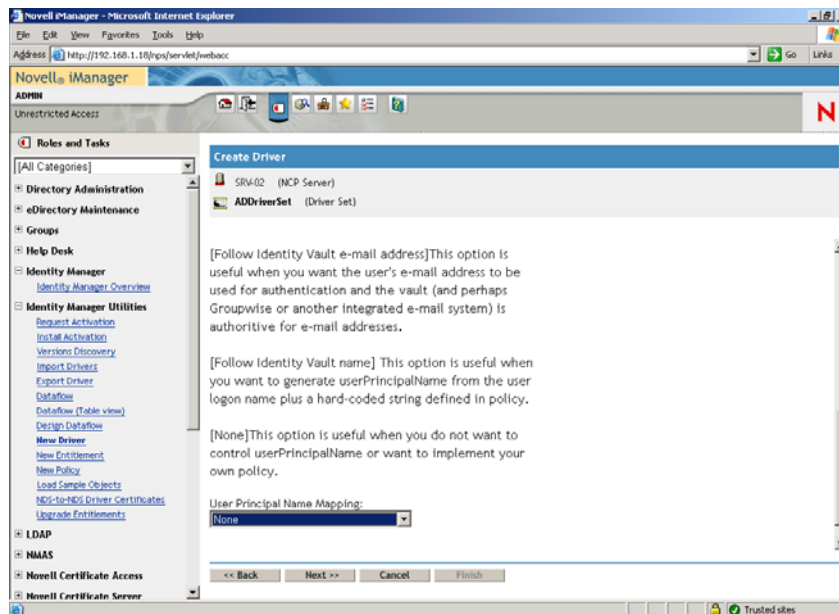 Novell iManager - Microsoft Internet Explorer
File Edit View Favorites Tools Help
Address http://192.168.1.18/nps/servlet/webacc Go Links
Novell® iManager
ADMIN
Unrestricted Access
N
Roles and Tasks
[All Categories]
Directory Administration
eDirectory Maintenance
Groups
Help Desk
Identity Manager
Identity Manager Overview
Identity Manager Utilities
Request Activation
Install Activation
Versions Discovery
Import Drivers
Export Driver
Dataflow
Dataflow (Table view)
Design Dataflow
New Driver
New Entitlement
New Policy
Load Sample Objects
NDS-to-NDS Driver Certificates
Upgrade Entitlements
LDAP
NMAS
Novell Certificate Access
Novell Certificate Server
Create Driver
SRV-02 (NCP Server)
ADDriverSet (Driver Set)
[Follow Identity Vault e-mail address]This option is
useful when you want the user's e-mail address to be
used for authentication and the vault (and perhaps
Groupwise or another integrated e-mail system) is
authoritive for e-mail addresses.
[Follow Identity Vault name] This option is useful when
you want to generate userPrincipalName from the user
logon name plus a hard-coded string defined in policy.
[None]This option is useful when you do not want to
control userPrincipalName or want to implement your
own policy.
User Principal Name Mapping:
None
<< Back Next >> Cancel Finish
Trusted sites